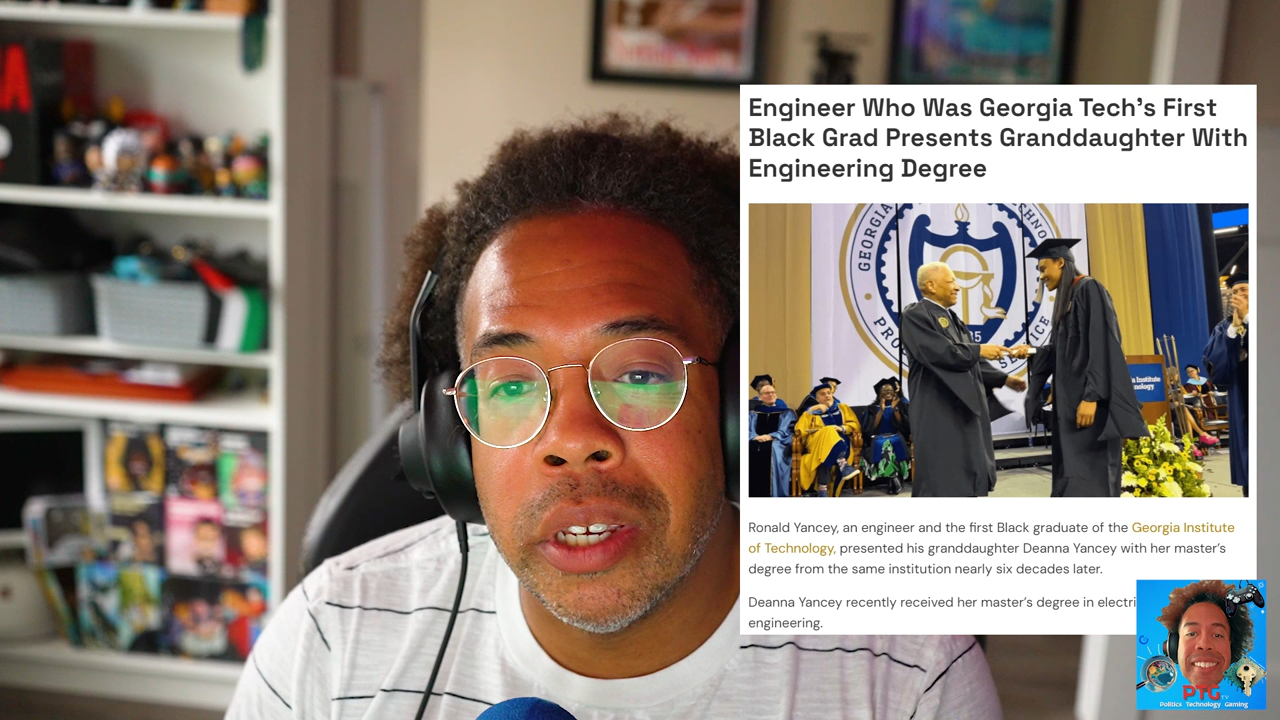 Engineer Who Was Georgia Tech's First
Black Grad Presents Granddaughter With
Engineering Degree
Ronald Yancey, an engineer and the first Black graduate of the Georgia Institute
of Technology, presented his granddaughter Deanna Yancey with her master's
degree from the same institution nearly six decades later.
Deanna Yancey recently received her master's degree in electri
engineering.
PTG TV
Politics Technology Gaming